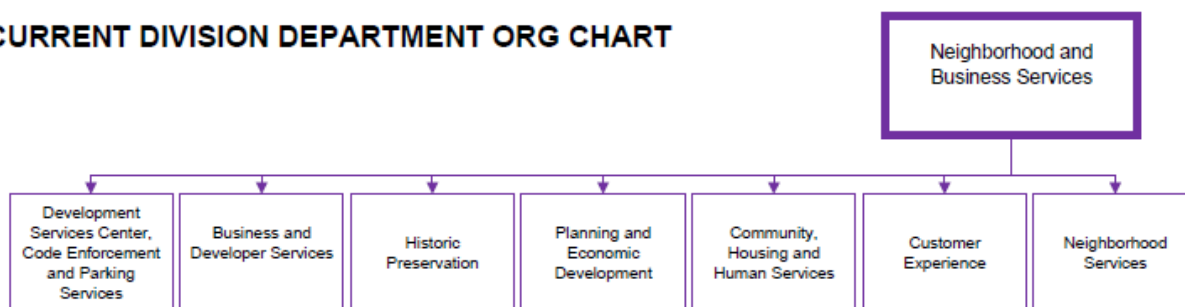 CURRENT DIVISION DEPARTMENT ORG CHART
Neighborhood and
Business Services
Development
Services Center,
Code Enforcement
and Parking
Services
Business and
Developer Services
Historic
Preservation
Planning and
Economic
Development
Community,
Housing and
Human Services
Customer
Experience
Neighborhood
Services